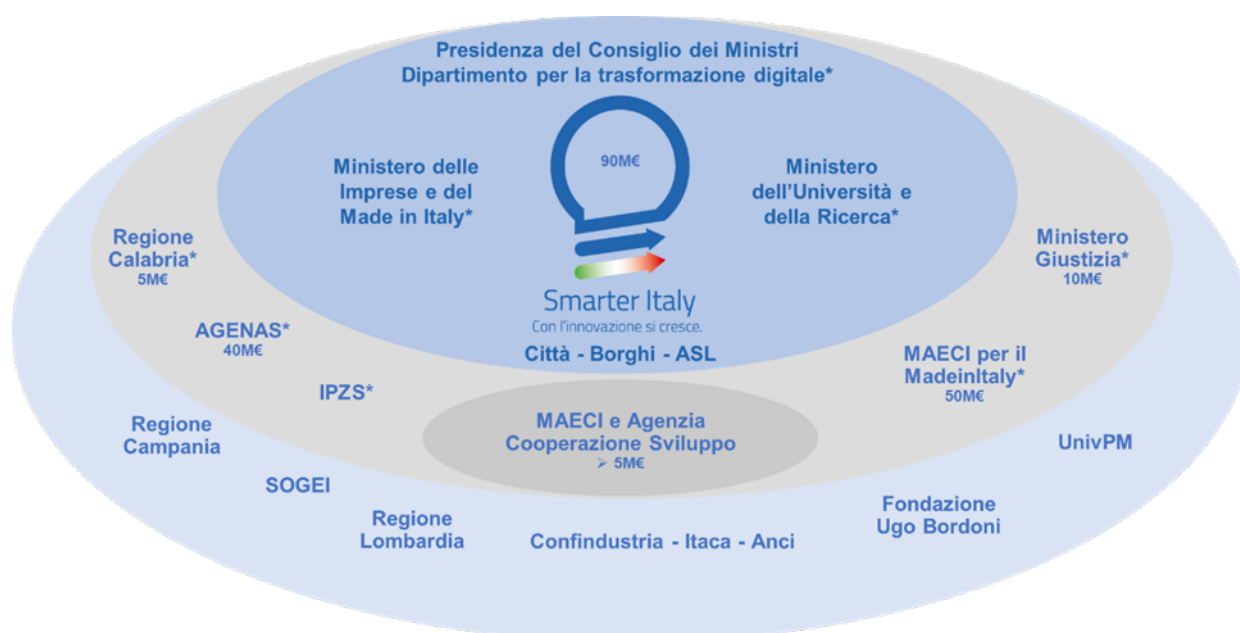 Presidenza del Consiglio dei Ministri
Dipartimento per la trasformazione digitale*
90M€
Ministero delle
Imprese e del
Made in Italy*
Ministero
dell'Università e
della Ricerca*
Smarter Italy
Con l'innovazione si cresce.
Città - Borghi - ASL
Regione
Calabria*
5M€
Ministero
Giustizia*
10M€
AGENAS*
40M€
MAECI per il
MadeinItaly*
50M€
IPZS*
MAECI e Agenzia
Cooperazione Sviluppo
➢ 5M€
Regione
Campania
UnivPM
SOGEI
Regione
Lombardia
Confindustria - Itaca - Anci
Fondazione
Ugo Bordoni